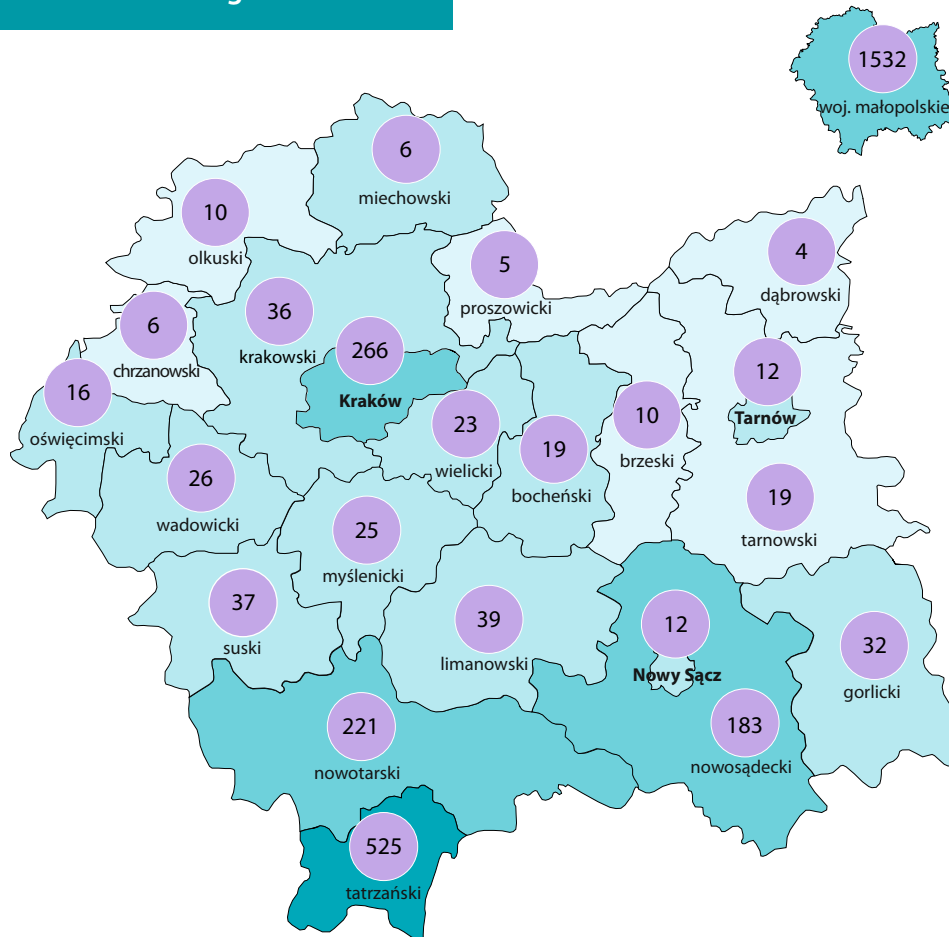 1532
woj. małopolskie
6
miechowski
10
olkuski
5
proszowicki
4
dąbrowski
36
krakowski
6
chrzanowski
266
Kraków
12
Tarnów
16
oświęcimski
23
wielicki
10
brzeski
19
bocheński
26
wadowicki
19
tarnowski
25
myślenicki
37
suski
39
limanowski
12
Nowy Sącz
32
gorlicki
221
nowotarski
183
nowosądecki
525
tatrzański